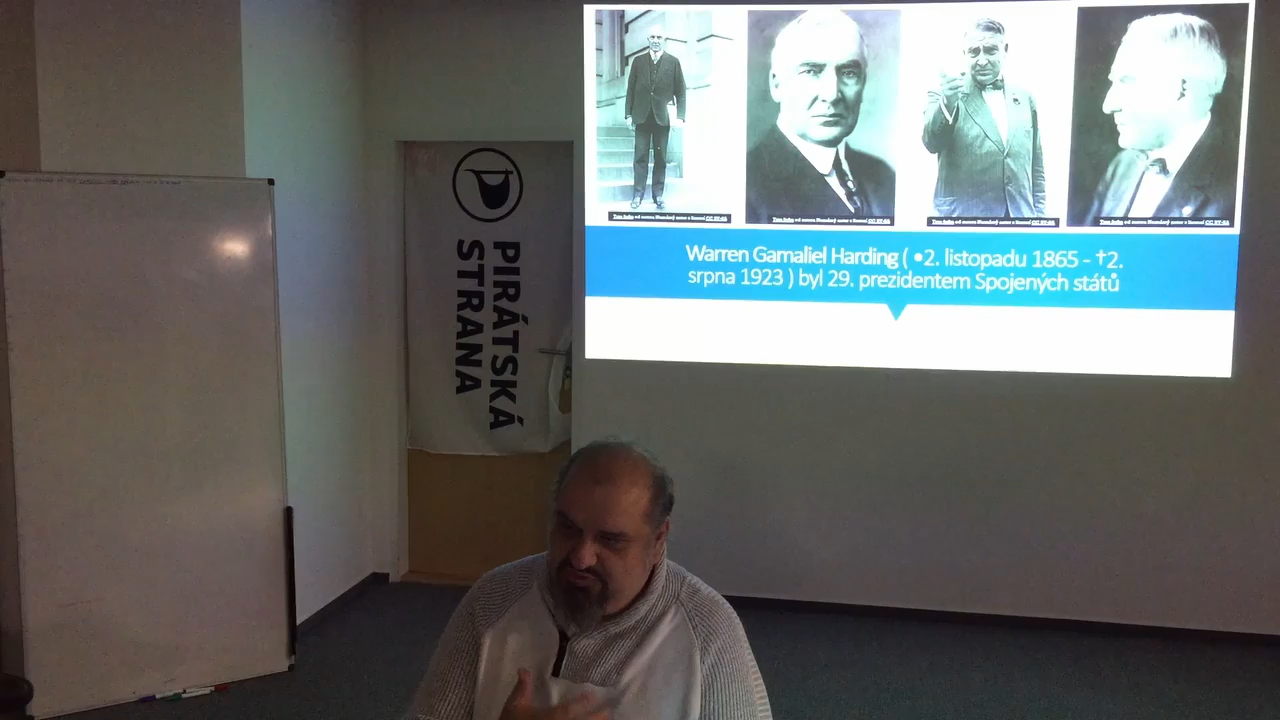 Warren Gamaliel Harding ( •2. listopadu 1865 - †2.
srpna 1923 ) byl 29. prezidentem Spojených států
PIRÁTSKÁ
STRANA